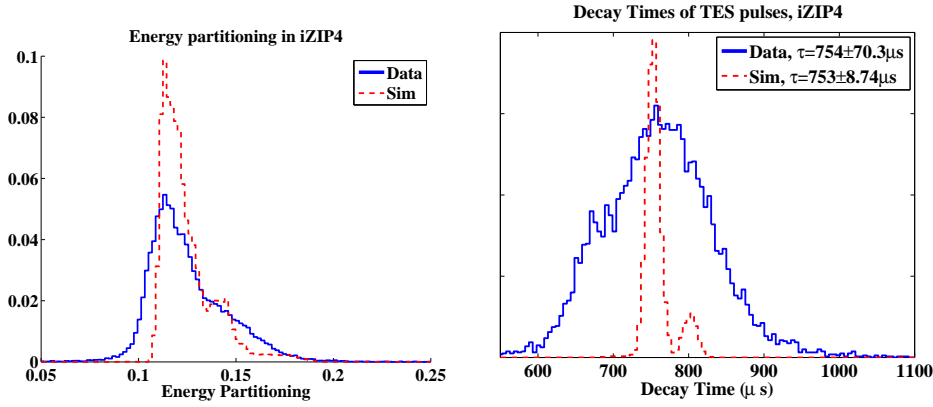 Energy partitioning in iZIP4
Data
Sim
0.1
0.08
0.06
0.04
0.02
0
0.05
0.1
0.15
0.2
0.25
Energy Partitioning
Decay Times of TES pulses, iZIP4
Data, τ=754±70.3μs
Sim, τ=753±8.74μs
600
700
800
900
1000
1100
Decay Time (μ s)